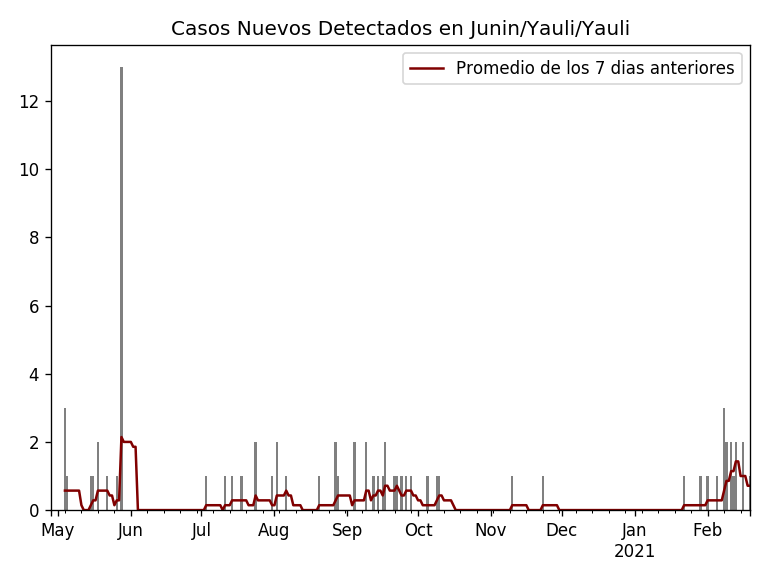 Casos Nuevos Detectados en Junin/Yauli/Yauli
Promedio de los 7 dias anteriores
12
10
8
6
4
2
0
May Jun Jul Aug Sep Oct Nov Dec Jan Feb
2021